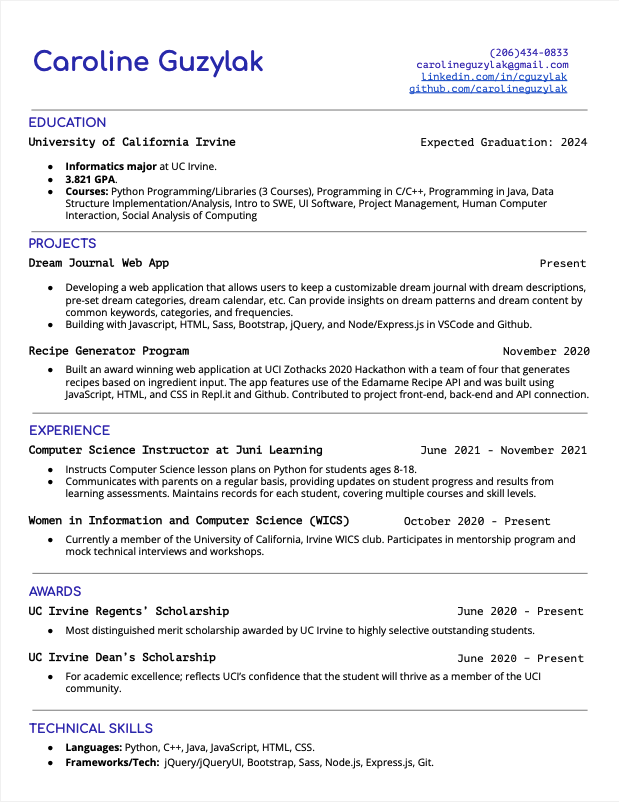 Caroline Guzylak
(206)434-0833
carolineguzylak@gmail.com
linkedin.com/in/cguzylak
github.com/carolineguzylak
EDUCATION
University of California Irvine Expected Graduation: 2024
● Informatics major at UC Irvine.
● 3.821 GPA.
● Courses: Python Programming/Libraries (3 Courses), Programming in C/C++, Programming in Java, Data
Structure Implementation/Analysis, Intro to SWE, UI Software, Project Management, Human Computer
Interaction, Social Analysis of Computing
PROJECTS
Dream Journal Web App Present
● Developing a web application that allows users to keep a customizable dream journal with dream descriptions,
pre-set dream categories, dream calendar, etc. Can provide insights on dream patterns and dream content by
common keywords, categories, and frequencies.
● Building with Javascript, HTML, Sass, Bootstrap, jQuery, and Node/Express.js in VSCode and Github.
Recipe Generator Program November 2020
● Built an award winning web application at UCI Zothacks 2020 Hackathon with a team of four that generates
recipes based on ingredient input. The app features use of the Edamame Recipe API and was built using
JavaScript, HTML, and CSS in Repl.it and Github. Contributed to project front-end, back-end and API connection.
EXPERIENCE
Computer Science Instructor at Juni Learning June 2021 - November 2021
● Instructs Computer Science lesson plans on Python for students ages 8-18.
● Communicates with parents on a regular basis, providing updates on student progress and results from
learning assessments. Maintains records for each student, covering multiple courses and skill levels.
Women in Information and Computer Science (WICS) October 2020 - Present
● Currently a member of the University of California, Irvine WICS club. Participates in mentorship program and
mock technical interviews and workshops.
AWARDS
UC Irvine Regents’ Scholarship June 2020 - Present
● Most distinguished merit scholarship awarded by UC Irvine to highly selective outstanding students.
UC Irvine Dean’s Scholarship June 2020 – Present
● For academic excellence; reflects UCI’s confidence that the student will thrive as a member of the UCI
community.
TECHNICAL SKILLS
● Languages: Python, C++, Java, JavaScript, HTML, CSS.
● Frameworks/Tech: jQuery/jQueryUI, Bootstrap, Sass, Node.js, Express.js, Git.